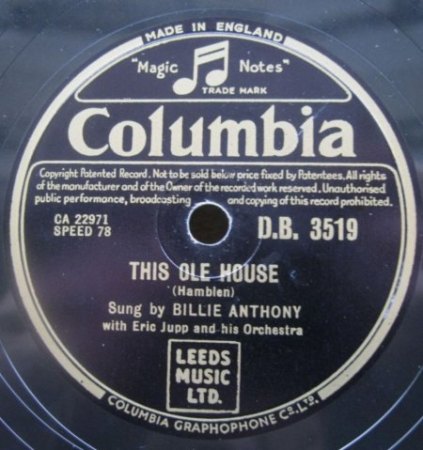 MADE IN ENGLAND
"Magic Notes"
TRADE MARK
Columbia
Copyright Patented Record. Not to be sold below price fixed by Patentees. All rights
of the manufacturer and of the Owner of the recorded work reserved. Unauthorised
public performance, broadcasting and copying of this record prohibited.
CA 22971
SPEED 78
D.B. 3519
THIS OLE HOUSE
(Hamblen)
Sung by BILLIE ANTHONY
with Eric Jupp and his Orchestra
LEEDS
MUSIC
LTD.
COLUMBIA GRAPHOPHONE Co. LTD.